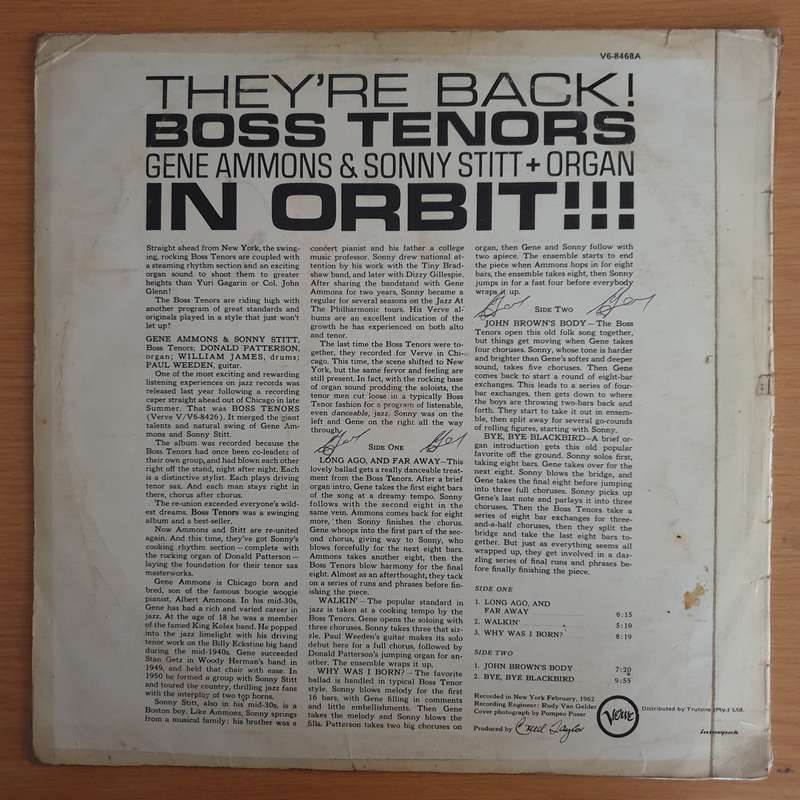 V6-8468A
THEY'RE BACK!
BOSS TENORS
GENE AMMONS & SONNY STITT + ORGAN
IN ORBIT!!!
Straight ahead from New York, the swing-
ing, rocking Boss Tenors are coupled with
a steaming rhythm section and an exciting
organ sound to shoot them to greater
heights than Yuri Gagarin or Col. John
Glenn!
The Boss Tenors are riding high with
another program of great standards and
originals played in a style that just won't
let up!
GENE AMMONS & SONNY STITT,
Boss Tenors; DONALD PATTERSON,
organ; WILLIAM JAMES, drums;
PAUL WEEDEN, guitar.
One of the most exciting and rewarding
listening experiences on jazz records was
released last year following a recording
caper straight ahead out of Chicago in late
Summer. That was BOSS TENORS
(Verve V/V6-8426). It merged the giant
talents and natural swing of Gene Am-
mons and Sonny Stitt.
The album was recorded because the
Boss Tenors had once been co-leaders of
their own group, and had blown each other
right off the stand, night after night. Each
is a distinctive stylist. Each plays driving
tenor sax. And each man stays right in
there, chorus after chorus.
The re-union exceeded everyone's wild-
est dreams. Boss Tenors was a swinging
album and a best-seller.
Now Ammons and Stitt are re-united
again. And this time, they've got Sonny's
cooking rhythm section—complete with
the rocking organ of Donald Patterson—
laying the foundation for their tenor sax
masterworks.
Gene Ammons is Chicago born and
bred, son of the famous boogie woogie
pianist, Albert Ammons. In his mid-30s,
Gene has had a rich and varied career in
jazz. At the age of 18 he was a member
of the famed King Kolax band. He popped
into the jazz limelight with his driving
tenor work on the Billy Eckstine big band
during the mid-1940s. Gene succeeded
Stan Getz in Woody Herman's band in
1949, and held that chair with ease. In
1950 he formed a group with Sonny Stitt
and toured the country, thrilling jazz fans
with the interplay of two top horns.
Sonny Stitt, also in his mid-30s, is a
Boston boy. Like Ammons, Sonny springs
from a musical family: his brother was a
concert pianist and his father a college
music professor. Sonny drew national at-
tention by his work with the Tiny Brad-
shaw band, and later with Dizzy Gillespie.
After sharing the bandstand with Gene
Ammons for two years, Sonny became a
regular for several seasons on the Jazz At
The Philharmonic tours. His Verve al-
bums are an excellent indication of the
growth he has experienced on both alto
and tenor.
The last time the Boss Tenors were to-
gether, they recorded for Verve in Chi-
cago. This time, the scene shifted to New
York, but the same fervor and feeling are
still present. In fact, with the rocking base
of organ sound prodding the soloists, the
tenor men cut loose in a typically Boss
Tenor fashion for a program of listenable,
even danceable, jazz. Sonny was on the
left and Gene on the right all the way
through.
SIDE ONE
LONG AGO, AND FAR AWAY—This
lovely ballad gets a really danceable treat-
ment from the Boss Tenors. After a brief
organ intro, Gene takes the first eight bars
of the song at a dreamy tempo. Sonny
follows with the second eight in the
same vein. Ammons comes back for eight
more, then Sonny finishes the chorus.
Gene whoops into the first part of the sec-
ond chorus, giving way to Sonny, who
blows forcefully for the next eight bars.
Ammons takes another eight, then the
Boss Tenors blow harmony for the final
eight. Almost as an afterthought, they tack
on a series of runs and phrases before fin-
ishing the piece.
WALKIN'—The popular standard in
jazz is taken at a cooking tempo by the
Boss Tenors. Gene opens the soloing with
three choruses. Sonny takes three that siz-
zle. Paul Weeden's guitar makes its solo
debut here for a full chorus, followed by
Donald Patterson's jumping organ for an-
other. The ensemble wraps it up.
WHY WAS I BORN?—The favorite
ballad is handled in typical Boss Tenor
style. Sonny blows melody for the first
16 bars, with Gene filling in comments
and little embellishments. Then Gene
takes the melody and Sonny blows the
fills. Patterson takes two big choruses on
organ, then Gene and Sonny follow with
two apiece. The ensemble starts to end
the piece when Ammons hops in for eight
bars, the ensemble takes eight, then Sonny
jumps in for a fast four before everybody
wraps it up.
SIDE TWO
JOHN BROWN'S BODY—The Boss
Tenors open this old folk song together,
but things get moving when Gene takes
four choruses. Sonny, whose tone is harder
and brighter than Gene's softer and deeper
sound, takes five choruses. Then Gene
comes back to start a round of eight-bar
exchanges. This leads to a series of four-
bar exchanges, then gets down to where
the boys are throwing two-bars back and
forth. They start to take it out in ensem-
ble, then split away for several go-rounds
of rolling figures, starting with Sonny.
BYE, BYE BLACKBIRD—A brief or-
gan introduction gets this old popular
favorite off the ground. Sonny solos first,
taking eight bars. Gene takes over for the
next eight. Sonny blows the bridge, and
Gene takes the final eight before jumping
into three full choruses. Sonny picks up
Gene's last note and parlays it into three
choruses. Then the Boss Tenors take a
series of eight bar exchanges for three-
and-a-half choruses, then they split the
bridge and take the last eight bars to-
gether. But just as everything seems all
wrapped up, they get involved in a daz-
zling series of final runs and phrases be-
fore finally finishing the piece.
SIDE ONE
1. LONG AGO, AND
FAR AWAY 6:15
2. WALKIN' 5:19
3. WHY WAS I BORN? 8:19
SIDE TWO
1. JOHN BROWN'S BODY 7:20
2. BYE, BYE BLACKBIRD 9:55
Recorded in New York February, 1962
Recording Engineer: Rudy Van Gelder
Cover photograph by Pompeo Posar
Produced by Creed Taylor
Verve
Distributed by Trutone (Pty.) Ltd.
interpak